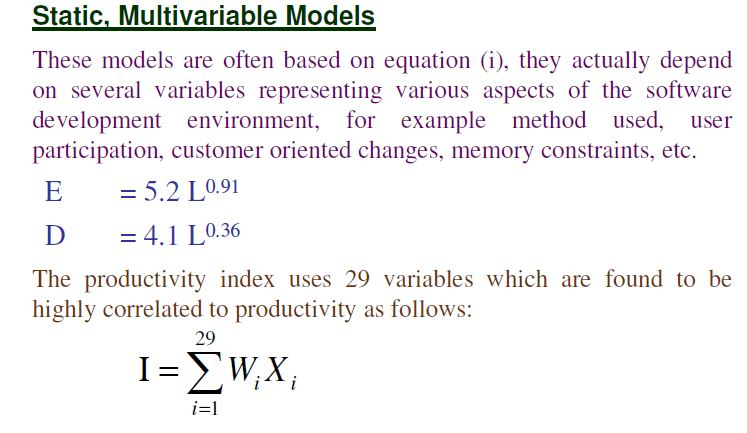 Static, Multivariable Models
These models are often based on equation (i), they actually depend
on several variables representing various aspects of the software
development environment, for example method used, user
participation, customer oriented changes, memory constraints, etc.
E = 5.2 L^0.91
D = 4.1 L^0.36
The productivity index uses 29 variables which are found to be
highly correlated to productivity as follows:
29
I = ∑ W_i X_i
i=1